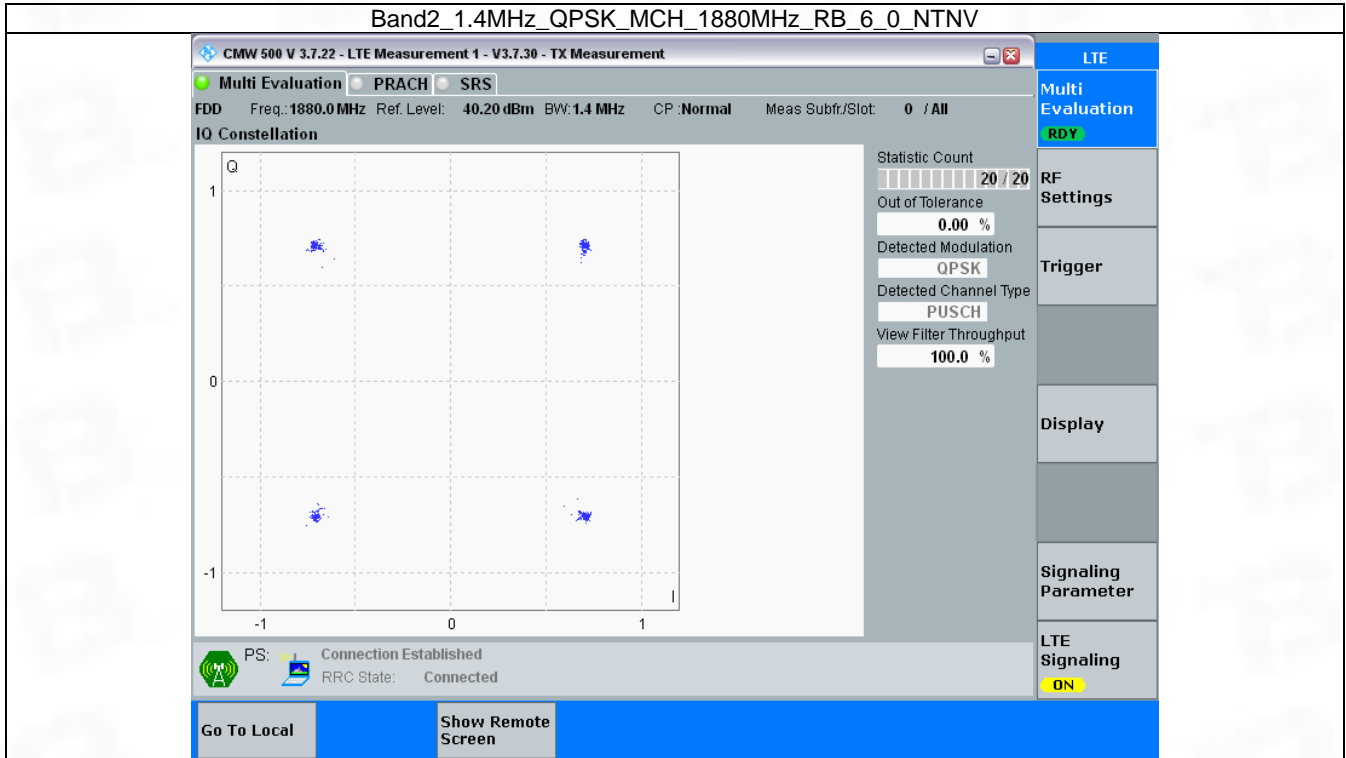 Band2_1.4MHz_QPSK_MCH_1880MHz_RB_6_0_NTNV
CMW 500 V 3.7.22 - LTE Measurement 1 - V3.7.30 - TX Measurement
LTE
Multi Evaluation PRACH SRS
FDD Freq.: 1880.0 MHz Ref. Level: 40.20 dBm BW: 1.4 MHz CP : Normal Meas Subfr./Slot: 0 / All
IQ Constellation
Q
1
0
-1
I
-1 0 1
Statistic Count
20 / 20
Out of Tolerance
0.00 %
Detected Modulation
QPSK
Detected Channel Type
PUSCH
View Filter Throughput
100.0 %
Multi
Evaluation
RDY
RF
Settings
Trigger
Display
Signaling
Parameter
LTE
Signaling
ON
PS: Connection Established
RRC State: Connected
Go To Local
Show Remote
Screen